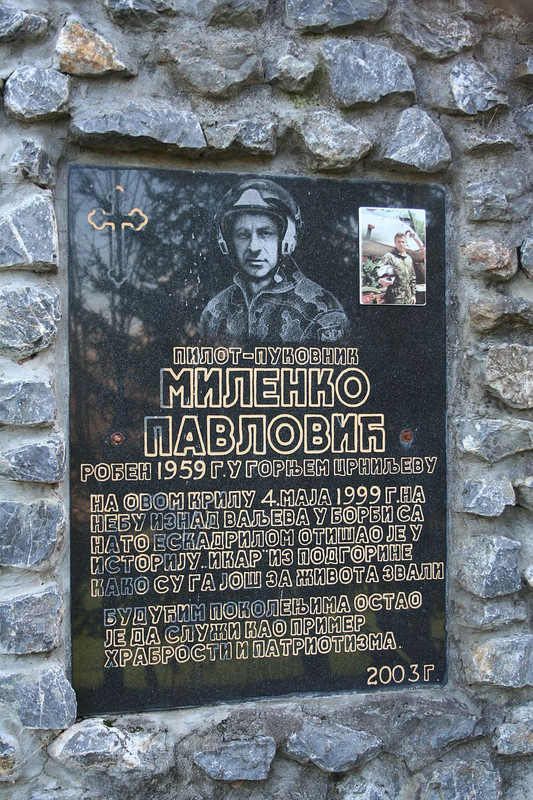 ПИЛОТ-ПУКОВНИК
МИЛЕНКО
ПАВЛОВИЋ
РОЂЕН 1959 Г. У ГОРЊЕМ ЦРНИЉЕВУ
НА ОВОМ КРИЛУ 4. МАЈА 1999 Г. НА
НЕБУ ИЗНАД ВАЉЕВА У БОРБИ СА
НАТО ЕСКАДРИЛОМ ОТИШАО ЈЕ У
ИСТОРИЈУ „ИКАР" ИЗ ПОДГОРИНЕ
КАКО СУ ГА ЈОШ ЗА ЖИВОТА ЗВАЛИ
БУДУЋИМ ПОКОЛЕЊИМА ОСТАО
ЈЕ ДА СЛУЖИ КАО ПРИМЕР
ХРАБРОСТИ И ПАТРИОТИЗМА.
2003 Г.